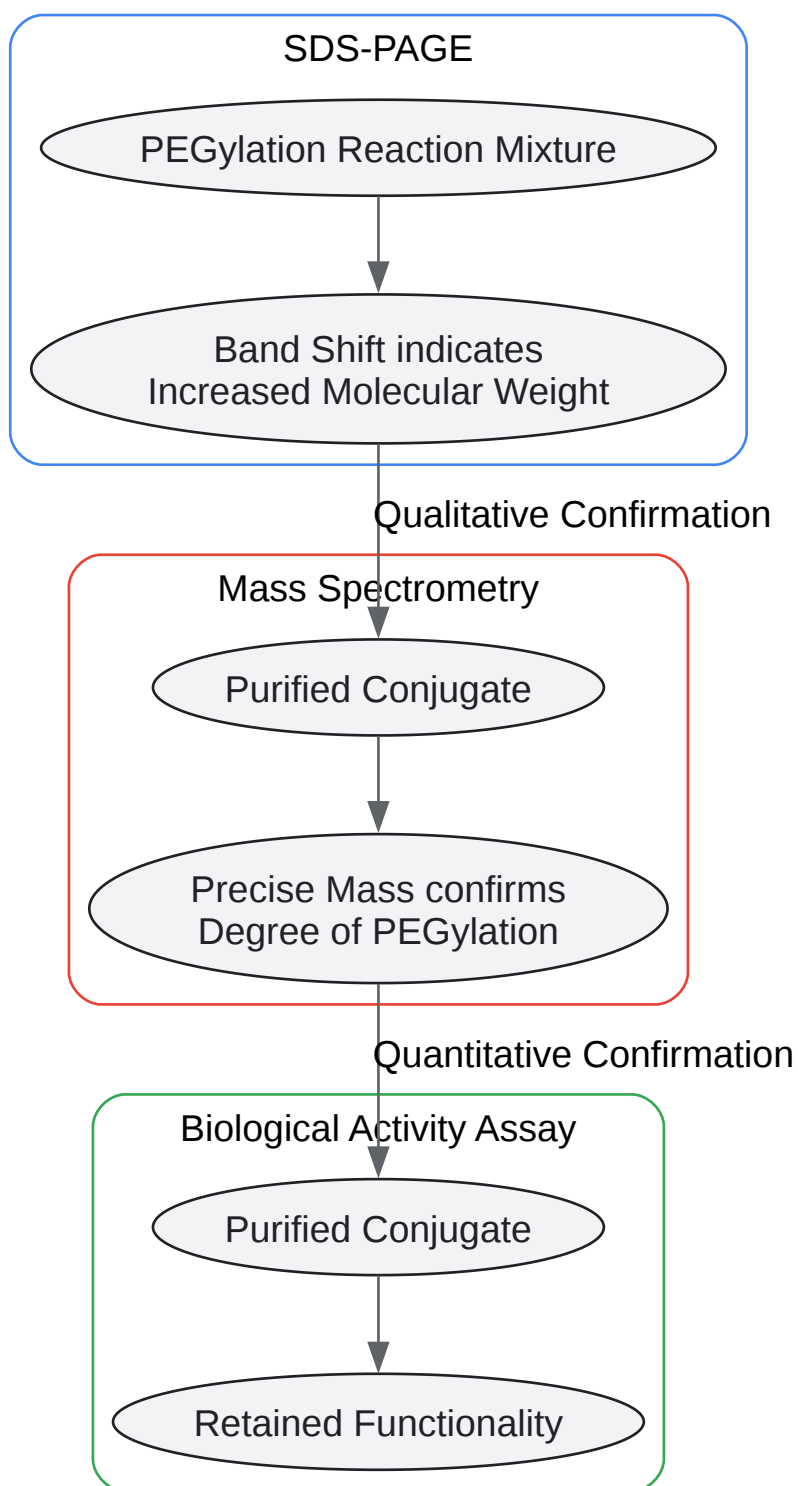 SDS-PAGE
PEGylation Reaction Mixture
Band Shift indicates
Increased Molecular Weight
Qualitative Confirmation
Mass Spectrometry
Purified Conjugate
Precise Mass confirms
Degree of PEGylation
Quantitative Confirmation
Biological Activity Assay
Purified Conjugate
Retained Functionality